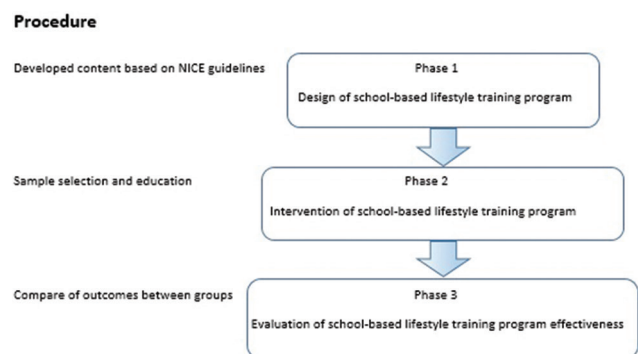 Procedure
Developed content based on NICE guidelines
Phase 1
Design of school-based lifestyle training program
Sample selection and education
Phase 2
Intervention of school-based lifestyle training program
Compare of outcomes between groups
Phase 3
Evaluation of school-based lifestyle training program effectiveness